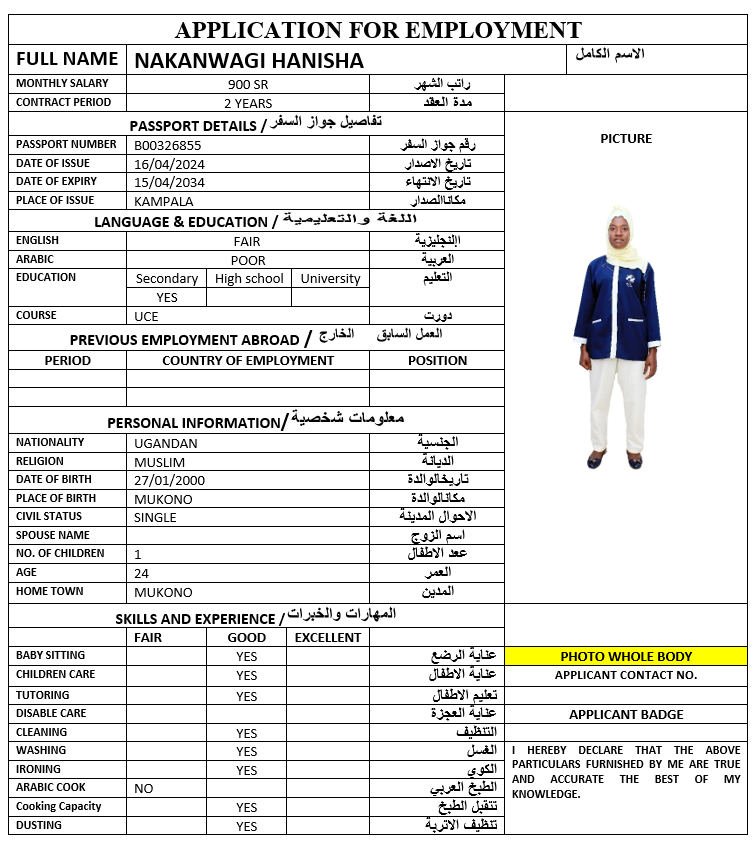 APPLICATION FOR EMPLOYMENT
FULL NAME NAKANWAGI HANISHA الاسم الكامل
MONTHLY SALARY 900 SR راتب الشهر
CONTRACT PERIOD 2 YEARS مدة العقد
PASSPORT DETAILS / تفاصيل جواز السفر
PICTURE
PASSPORT NUMBER B00326855 رقم جواز السفر
DATE OF ISSUE 16/04/2024 تاريخ الاصدار
DATE OF EXPIRY 15/04/2034 تاريخ الانتهاء
PLACE OF ISSUE KAMPALA مكاناالصدار
LANGUAGE & EDUCATION / اللغة والتعليمية
ENGLISH FAIR اإلنجليزية
ARABIC POOR العربية
EDUCATION Secondary High school University التعليم
YES
COURSE UCE دورت
PREVIOUS EMPLOYMENT ABROAD / العمل السابق الخارج
PERIOD COUNTRY OF EMPLOYMENT POSITION
PERSONAL INFORMATION/ معلومات شخصية
NATIONALITY UGANDAN الجنسية
RELIGION MUSLIM الديانة
DATE OF BIRTH 27/01/2000 تاريخالوالدة
PLACE OF BIRTH MUKONO مكانالوالدة
CIVIL STATUS SINGLE الاحوال المدينة
SPOUSE NAME اسم الزوج
NO. OF CHILDREN 1 عدد الاطفال
AGE 24 العمر
HOME TOWN MUKONO المدين
SKILLS AND EXPERIENCE / المهارات والخبرات
FAIR GOOD EXCELLENT
BABY SITTING YES عناية الرضع
PHOTO WHOLE BODY
CHILDREN CARE YES عناية الاطفال
APPLICANT CONTACT NO.
TUTORING YES تعليم الاطفال
DISABLE CARE عناية العجزة
APPLICANT BADGE
CLEANING YES التنظيف
WASHING YES الغسل
IRONING YES الكوي
ARABIC COOK NO الطبخ العربي
Cooking Capacity YES تتقبل الطبخ
DUSTING YES تنظيف الاتربة
I HEREBY DECLARE THAT THE ABOVE
PARTICULARS FURNISHED BY ME ARE TRUE
AND ACCURATE THE BEST OF MY
KNOWLEDGE.